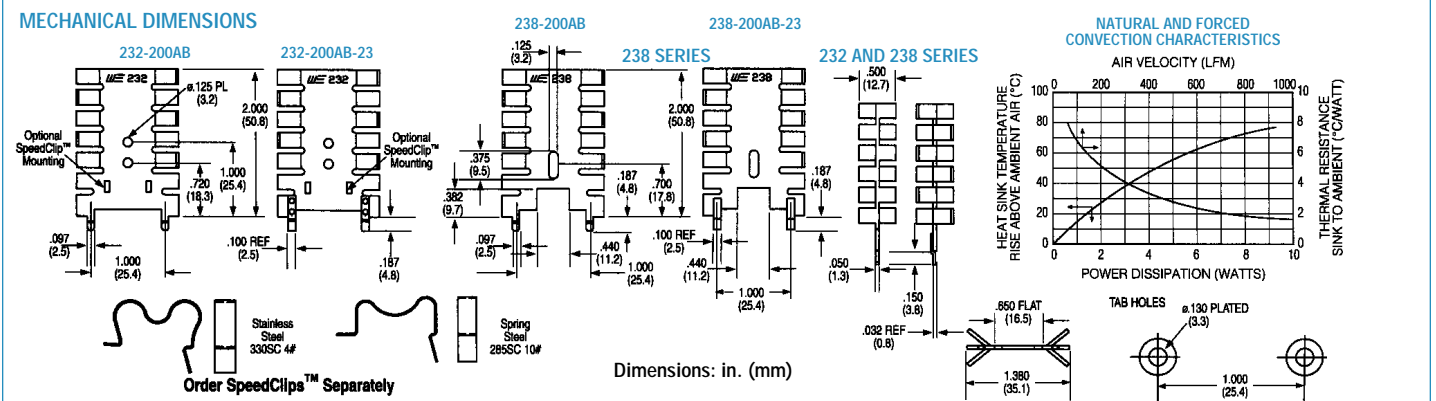 MECHANICAL DIMENSIONS
232-200AB
232-200AB-23
238-200AB
238-200AB-23
238 SERIES
232 AND 238 SERIES
232
ø.125 PL
(3.2)
2.000
(50.8)
Optional
SpeedClip™
Mounting
1.000
(25.4)
.720
(18.3)
.097
(2.5)
1.000
(25.4)
232
Optional
SpeedClip™
Mounting
.100 REF
(2.5)
.187
(4.8)
.125
(3.2)
238
.375
(9.5)
.382
(9.7)
.187
(4.8)
.700
(17.8)
2.000
(50.8)
.097
(2.5)
.440
(11.2)
1.000
(25.4)
238
.187
(4.8)
.100 REF
(2.5)
.440
(11.2)
1.000
(25.4)
.500
(12.7)
.050
(1.3)
.150
(3.8)
.032 REF
(0.8)
Stainless
Steel
330SC 4#
Spring
Steel
285SC 10#
Order SpeedClips™ Separately
Dimensions: in. (mm)
NATURAL AND FORCED
CONVECTION CHARACTERISTICS
AIR VELOCITY (LFM)
0 200 400 600 800 1000
HEAT SINK TEMPERATURE
RISE ABOVE AMBIENT AIR (°C)
100
80
60
40
20
0
10
8
6
4
2
0
THERMAL RESISTANCE
SINK TO AMBIENT (°C/WATT)
0 2 4 6 8 10
POWER DISSIPATION (WATTS)
.650 FLAT
(16.5)
1.380
(35.1)
TAB HOLES
ø.130 PLATED
(3.3)
1.000
(25.4)